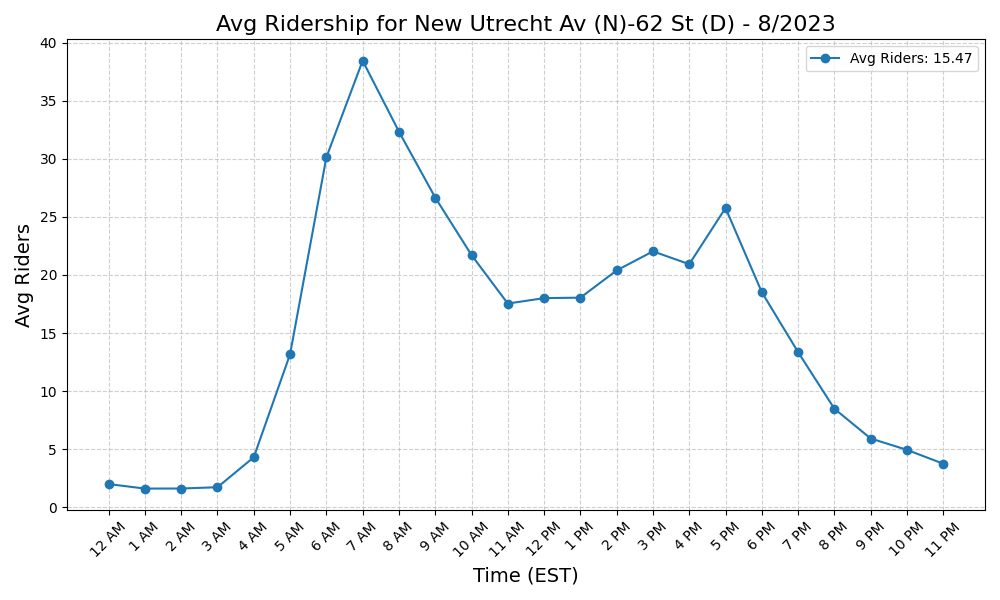 Avg Ridership for New Utrecht Av (N)-62 St (D) - 8/2023
Avg Riders: 15.47
Avg Riders
40
35
30
25
20
15
10
5
0
12 AM
1 AM
2 AM
3 AM
4 AM
5 AM
6 AM
7 AM
8 AM
9 AM
10 AM
11 AM
12 PM
1 PM
2 PM
3 PM
4 PM
5 PM
6 PM
7 PM
8 PM
9 PM
10 PM
11 PM
Time (EST)